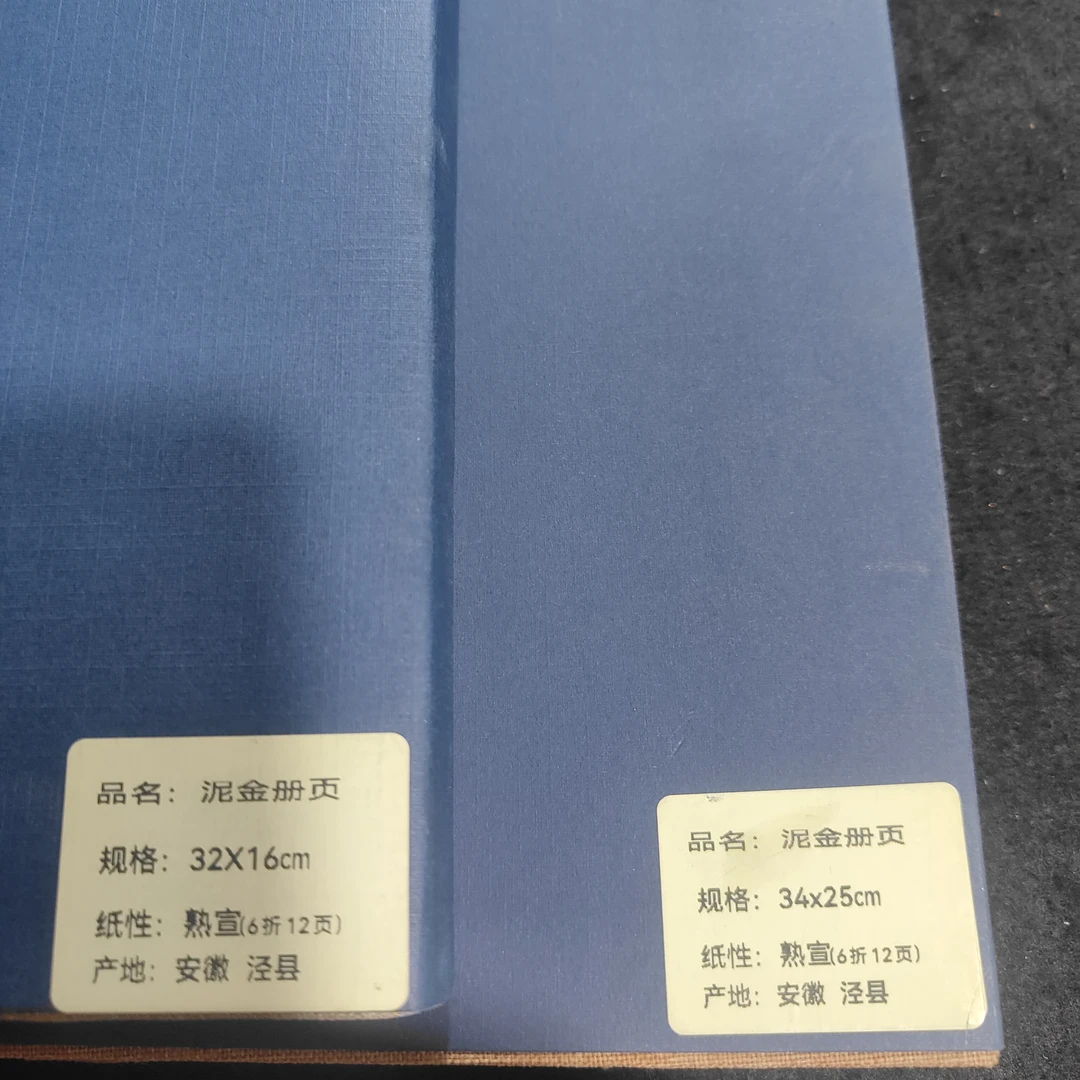 品名：泥金册页
规格：32X16cm
纸性：熟宣(6折12页)
产地：安徽 泾县
品名：泥金册页
规格：34x25cm
纸性：熟宣(6折12页)
产地：安徽 泾县